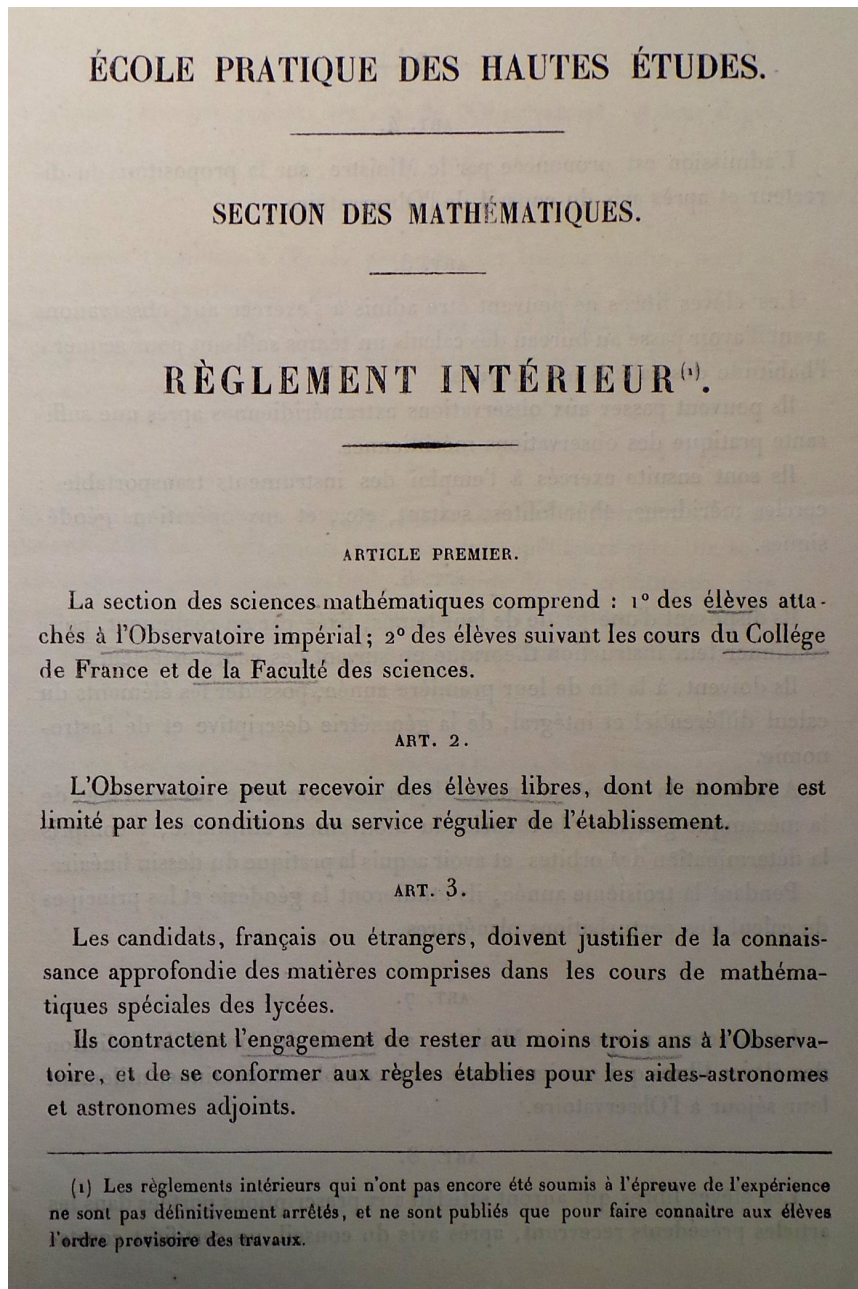 ÉCOLE PRATIQUE DES HAUTES ÉTUDES.
SECTION DES MATHÉMATIQUES.
RÈGLEMENT INTÉRIEUR(1).
ARTICLE PREMIER.
La section des sciences mathématiques comprend : 1° des élèves atta-
chés à l'Observatoire impérial; 2° des élèves suivant les cours du Collége
de France et de la Faculté des sciences.
ART. 2.
L'Observatoire peut recevoir des élèves libres, dont le nombre est
limité par les conditions du service régulier de l'établissement.
ART. 3.
Les candidats, français ou étrangers, doivent justifier de la connais-
sance approfondie des matières comprises dans les cours de mathéma-
tiques spéciales des lycées.
Ils contractent l'engagement de rester au moins trois ans à l'Observa-
toire, et de se conformer aux règles établies pour les aides-astronomes
et astronomes adjoints.
(1) Les règlements intérieurs qui n'ont pas encore été soumis à l'épreuve de l'expérience
ne sont pas définitivement arrêtés, et ne sont publiés que pour faire connaître aux élèves
l'ordre provisoire des travaux.